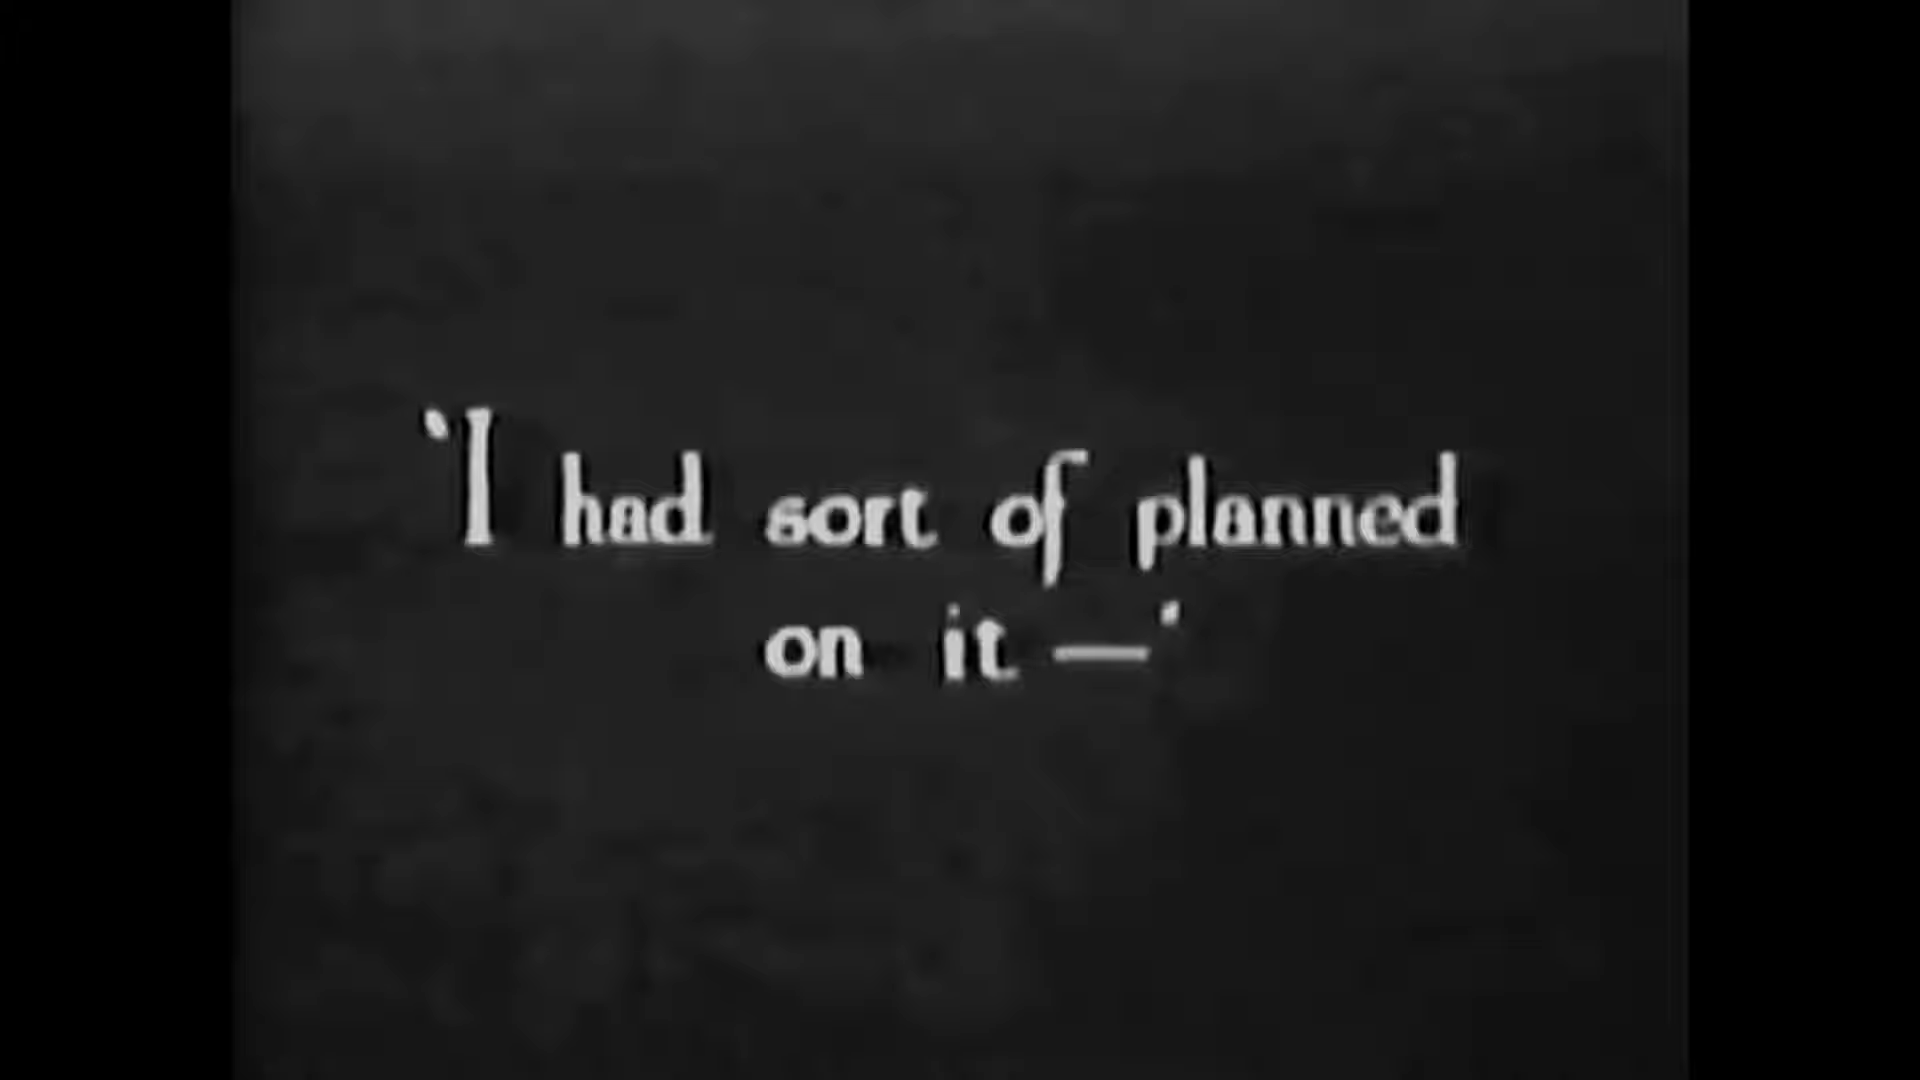 'I had sort of planned
on it —'